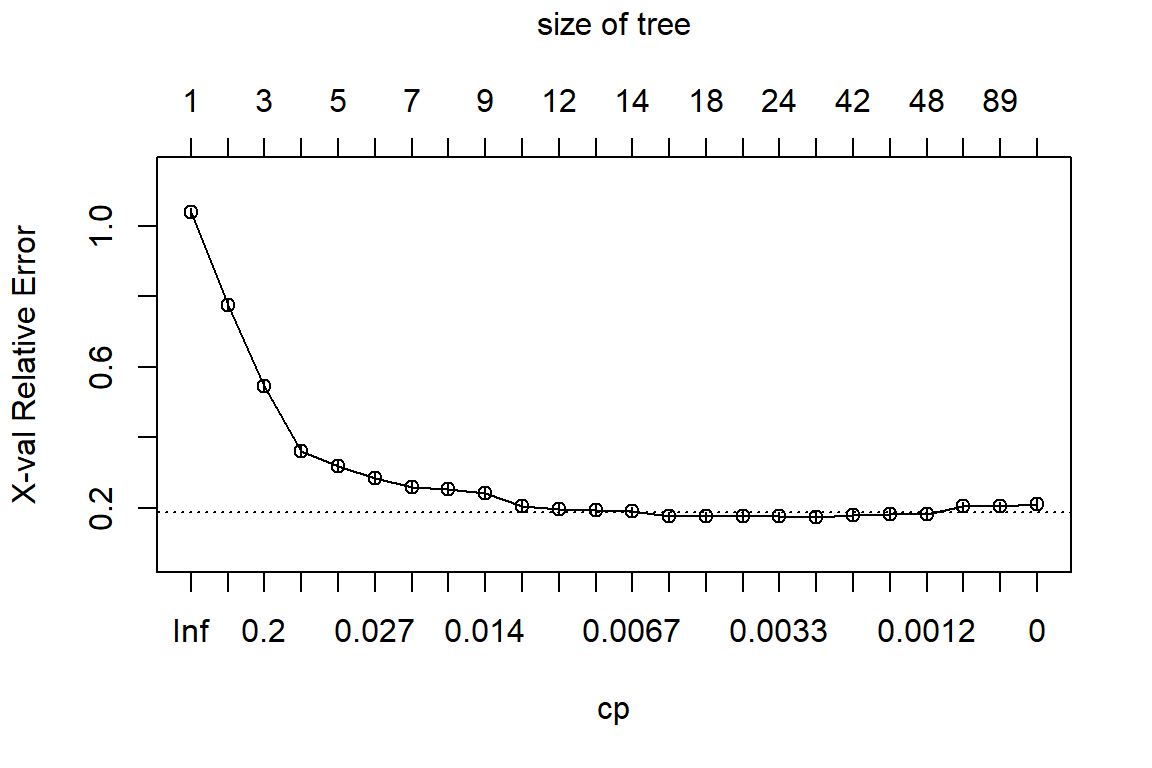 size of tree
1 3 5 7 9 12 14 18 24 42 48 89
X-val Relative Error
1.0
0.6
0.2
Inf 0.2 0.027 0.014 0.0067 0.0033 0.0012 0
cp